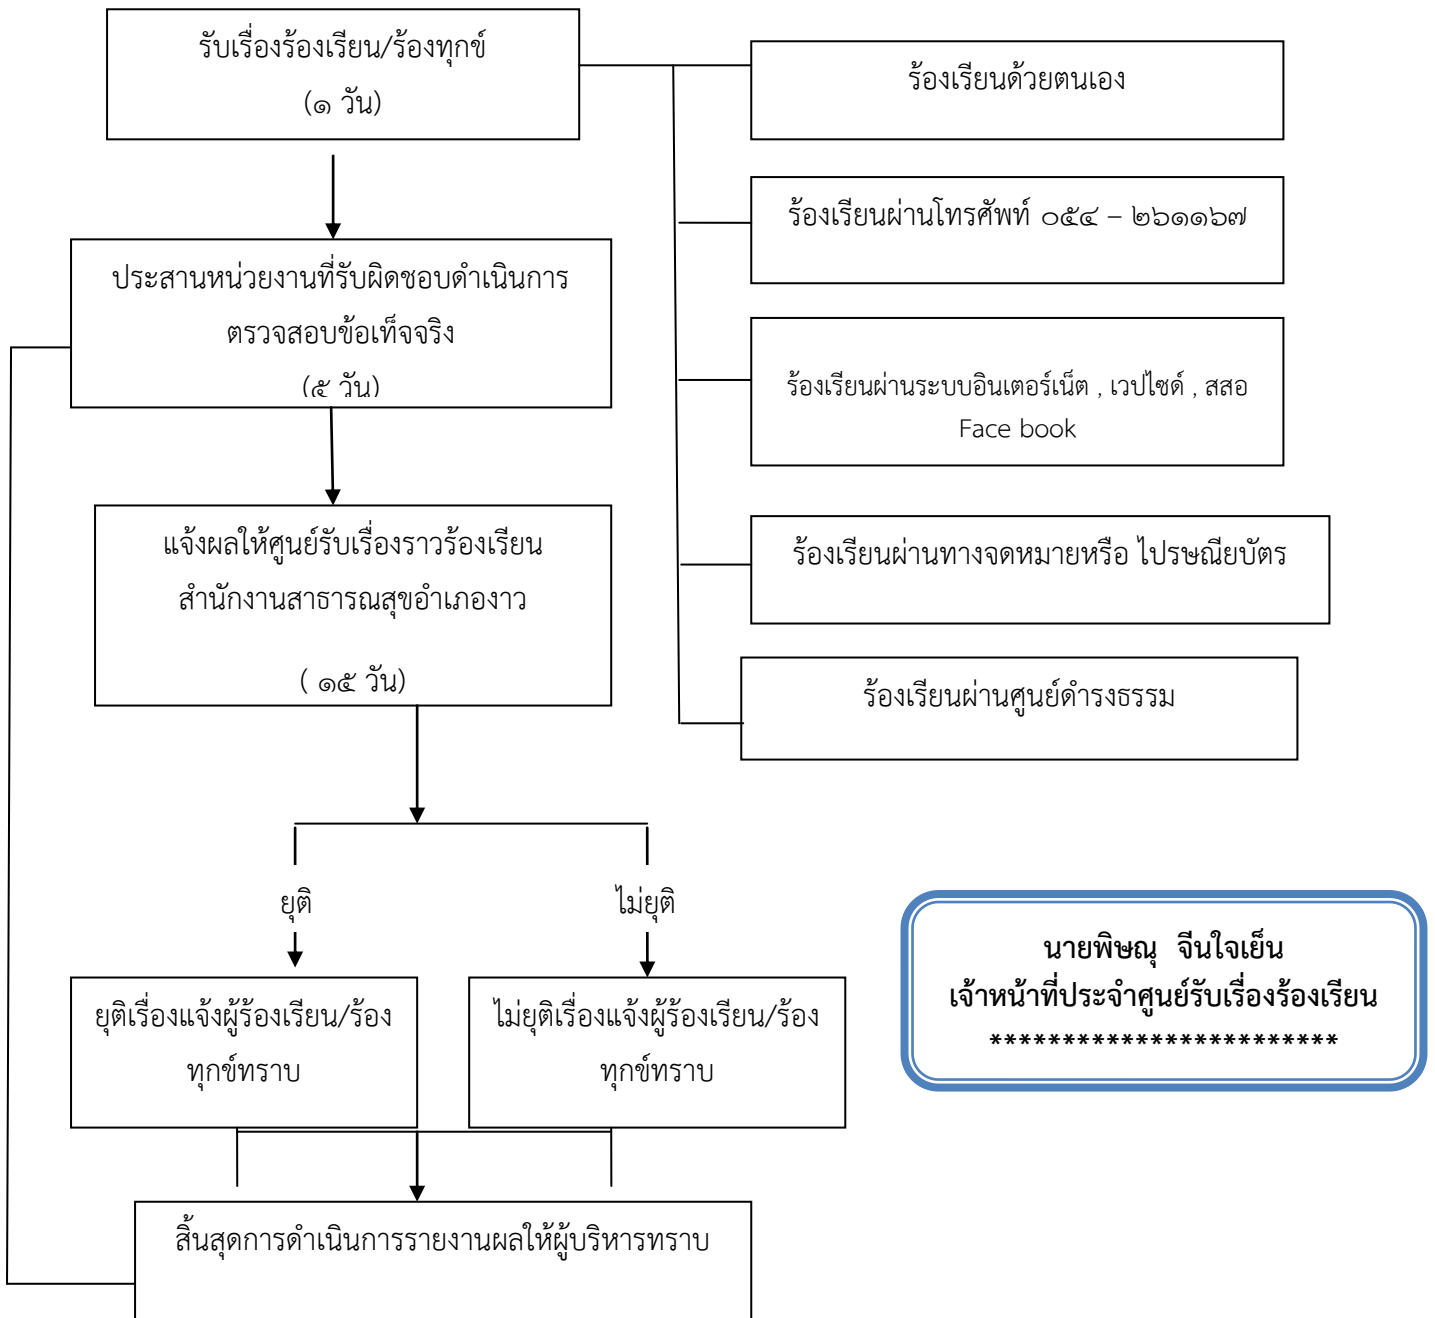 รับเรื่องร้องเรียน/ร้องทุกข์
(๑ วัน)
ร้องเรียนด้วยตนเอง
ร้องเรียนผ่านโทรศัพท์ ๐๕๔ – ๒๖๑๑๖๗
ประสานหน่วยงานที่รับผิดชอบดำเนินการ
ตรวจสอบข้อเท็จจริง
(๕ วัน)
ร้องเรียนผ่านระบบอินเตอร์เน็ต , เวปไซด์ , สสอ
Face book
แจ้งผลให้ศูนย์รับเรื่องราวร้องเรียน
สำนักงานสาธารณสุขอำเภองาว
( ๑๕ วัน)
ร้องเรียนผ่านทางจดหมายหรือ ไปรษณียบัตร
ร้องเรียนผ่านศูนย์ดำรงธรรม
ยุติ
ไม่ยุติ
ยุติเรื่องแจ้งผู้ร้องเรียน/ร้อง
ทุกข์ทราบ
ไม่ยุติเรื่องแจ้งผู้ร้องเรียน/ร้อง
ทุกข์ทราบ
นายพิษณุ จีนใจเย็น
เจ้าหน้าที่ประจำศูนย์รับเรื่องร้องเรียน
************************
สิ้นสุดการดำเนินการรายงานผลให้ผู้บริหารทราบ